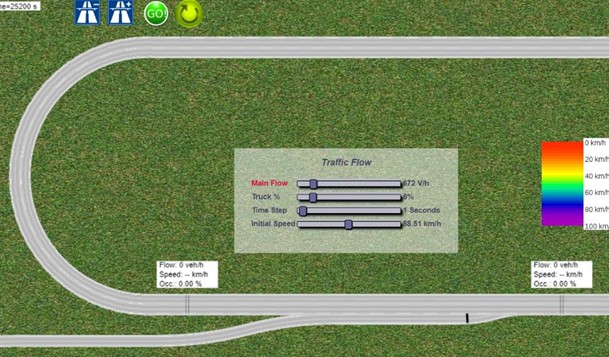 me=25200 s
GO!
Traffic Flow
Main Flow 672 V/h
Truck % 6%
Time Step 1 Seconds
Initial Speed 88.51 km/h
0 km/h
20 km/h
40 km/h
60 km/h
80 km/h
100 km/
Flow: 0 veh/h
Speed: -- km/h
Occ.: 0.00 %
Flow: 0 veh/h
Speed: -- km/h
Occ.: 0.00 %